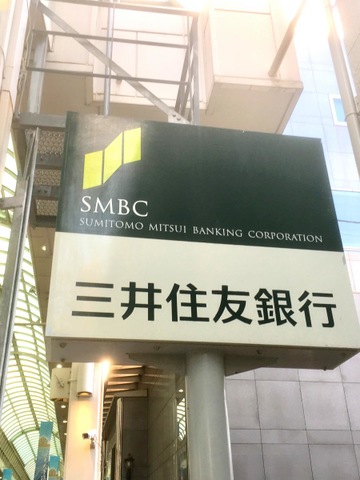 SMBC
SUMITOMO MITSUI BANKING CORPORATION
三井住友銀行